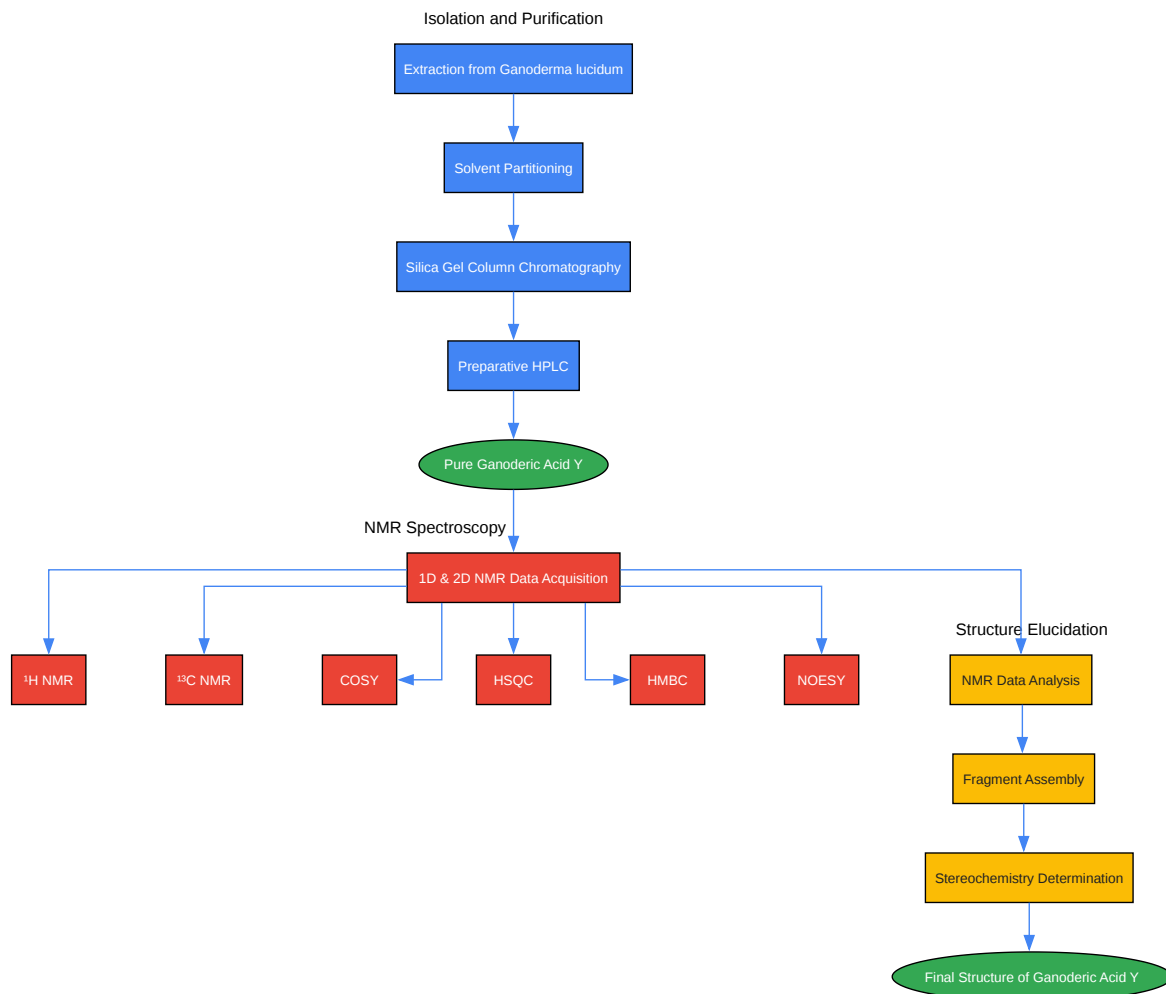 Isolation and Purification
Extraction from Ganoderma lucidum
Solvent Partitioning
Silica Gel Column Chromatography
Preparative HPLC
Pure Ganoderic Acid Y
NMR Spectroscopy
1D & 2D NMR Data Acquisition
Structure Elucidation
¹H NMR
¹³C NMR
COSY
HSQC
HMBC
NOESY
NMR Data Analysis
Fragment Assembly
Stereochemistry Determination
Final Structure of Ganoderic Acid Y